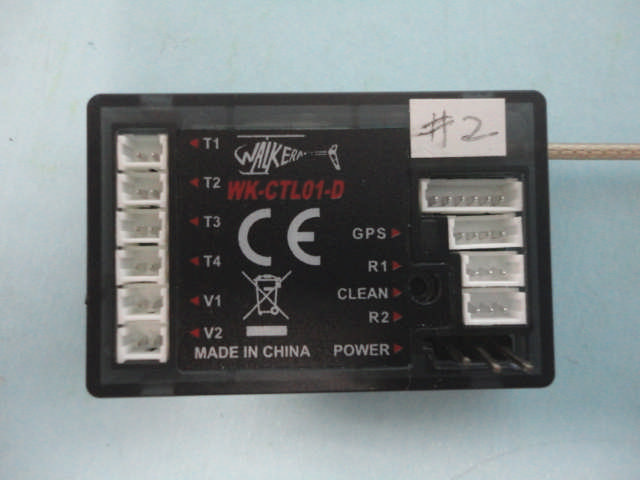 #2
T1
WALKERA
T2
WK-CTL01-D
T3
CE
GPS
T4
R1
V1
CLEAN
R2
V2
MADE IN CHINA
POWER